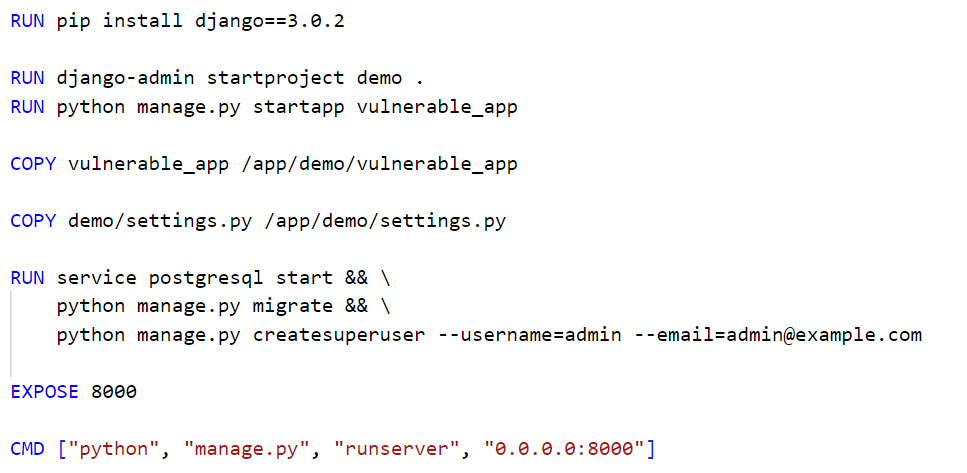 RUN pip install django==3.0.2
RUN django-admin startproject demo .
RUN python manage.py startapp vulnerable_app
COPY vulnerable_app /app/demo/vulnerable_app
COPY demo/settings.py /app/demo/settings.py
RUN service postgresql start && \
    python manage.py migrate && \
    python manage.py createsuperuser --username=admin --email=admin@example.com
EXPOSE 8000
CMD ["python", "manage.py", "runserver", "0.0.0.0:8000"]